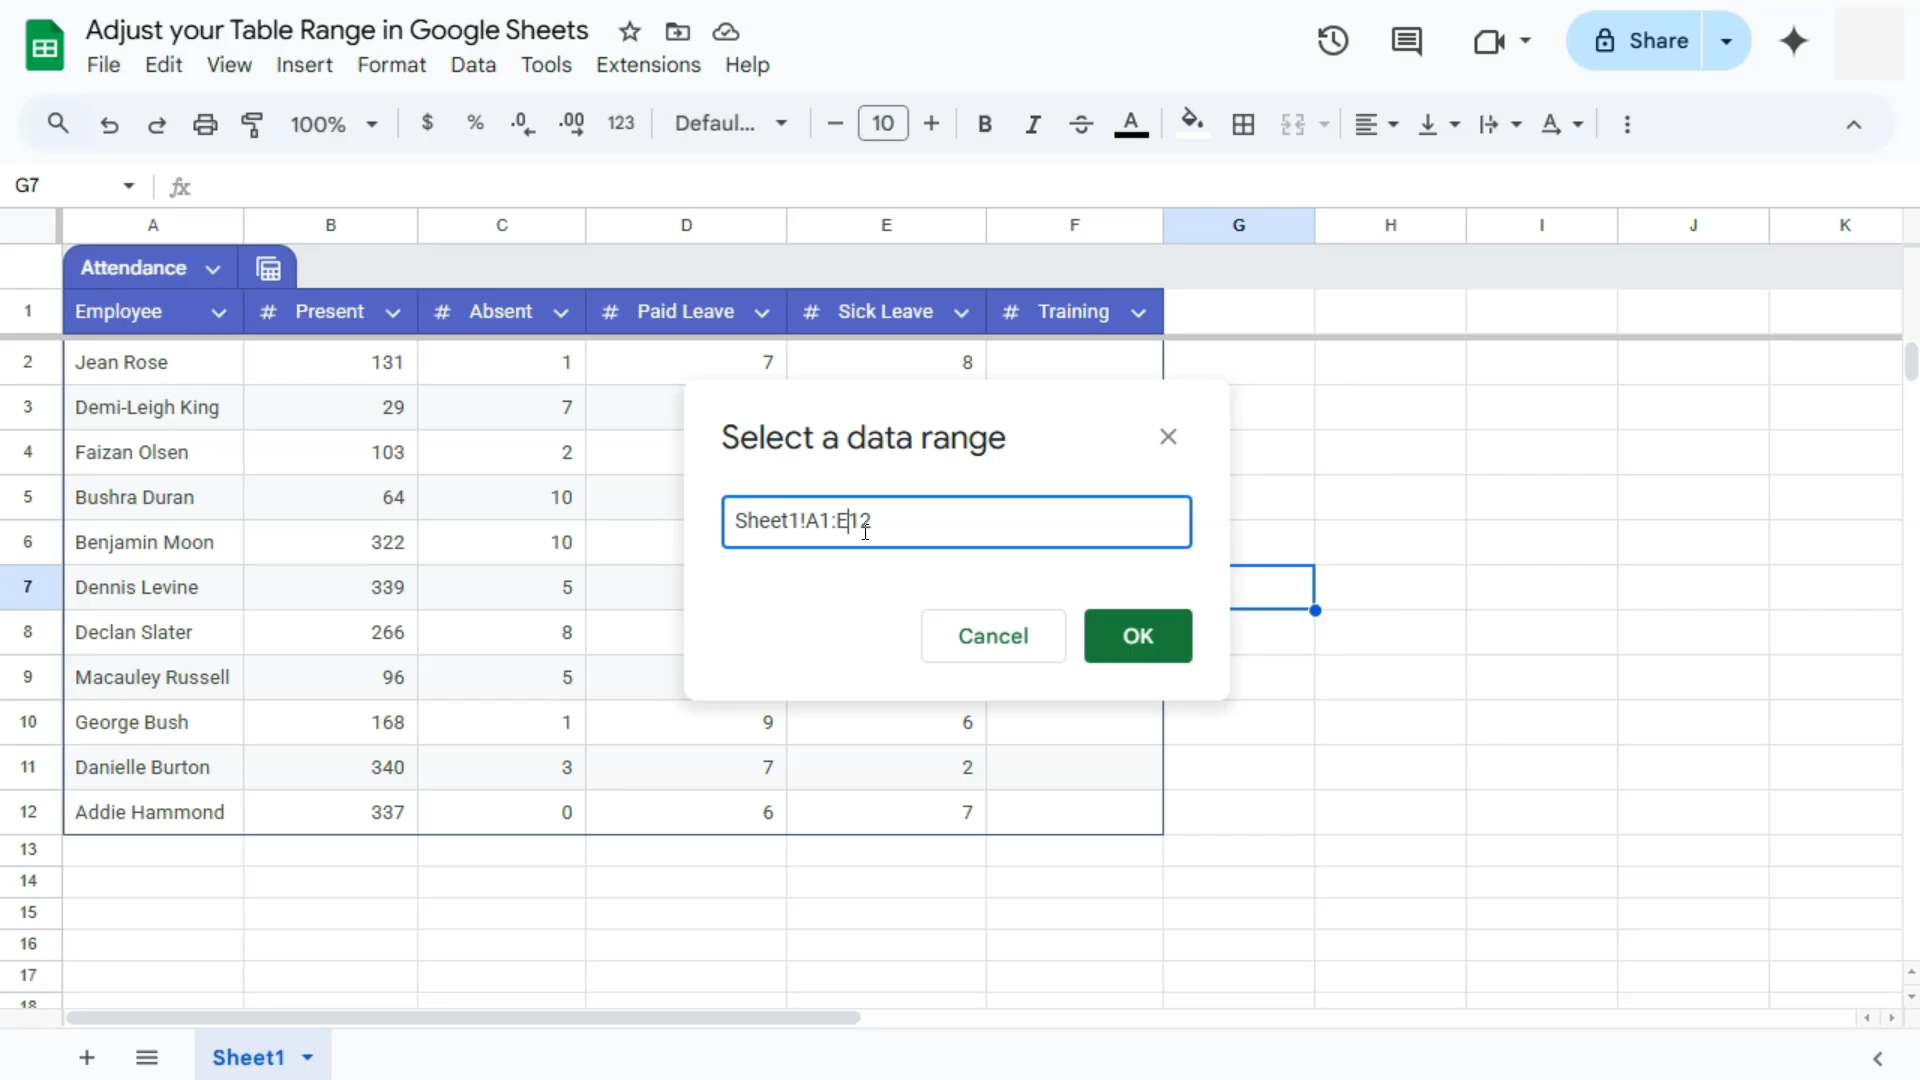 Adjust your Table Range in Google Sheets
File Edit View Insert Format Data Tools Extensions Help
Share
100% $ % .0 .00 123 Defaul... 10 B I S A A
G7 fx
A B C D E F G H I J K
Attendance
1 Employee # Present # Absent # Paid Leave # Sick Leave # Training
2 Jean Rose 131 1 7 8
3 Demi-Leigh King 29 7
4 Faizan Olsen 103 2
5 Bushra Duran 64 10
6 Benjamin Moon 322 10
7 Dennis Levine 339 5
8 Declan Slater 266 8
9 Macauley Russell 96 5
10 George Bush 168 1 9 6
11 Danielle Burton 340 3 7 2
12 Addie Hammond 337 0 6 7
13
14
15
16
17
18
Select a data range
Sheet1!A1:E12
Cancel OK
Sheet1